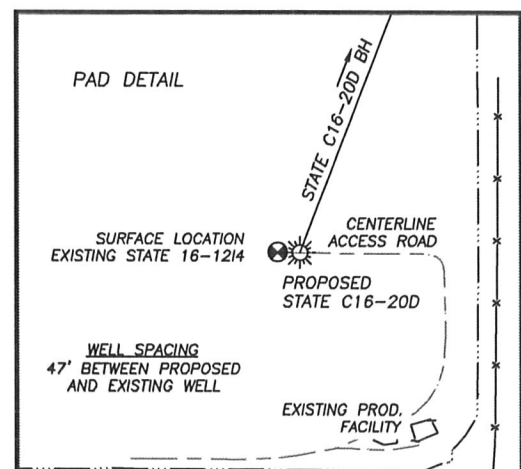 PAD DETAIL
STATE C16-20D BH
SURFACE LOCATION
EXISTING STATE 16-12I4
CENTERLINE
ACCESS ROAD
PROPOSED
STATE C16-20D
WELL SPACING
47' BETWEEN PROPOSED
AND EXISTING WELL
EXISTING PROD.
FACILITY